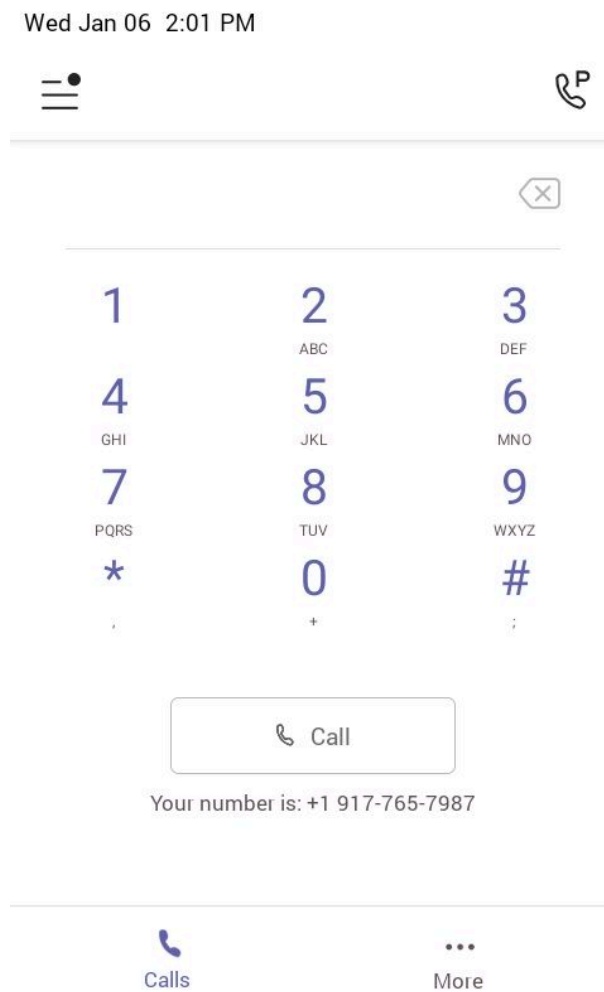 Wed Jan 06 2:01 PM
P
1 2 3
ABC DEF
4 5 6
GHI JKL MNO
7 8 9
PQRS TUV WXYZ
* 0 #
, + ;
Call
Your number is: +1 917-765-7987
Calls More